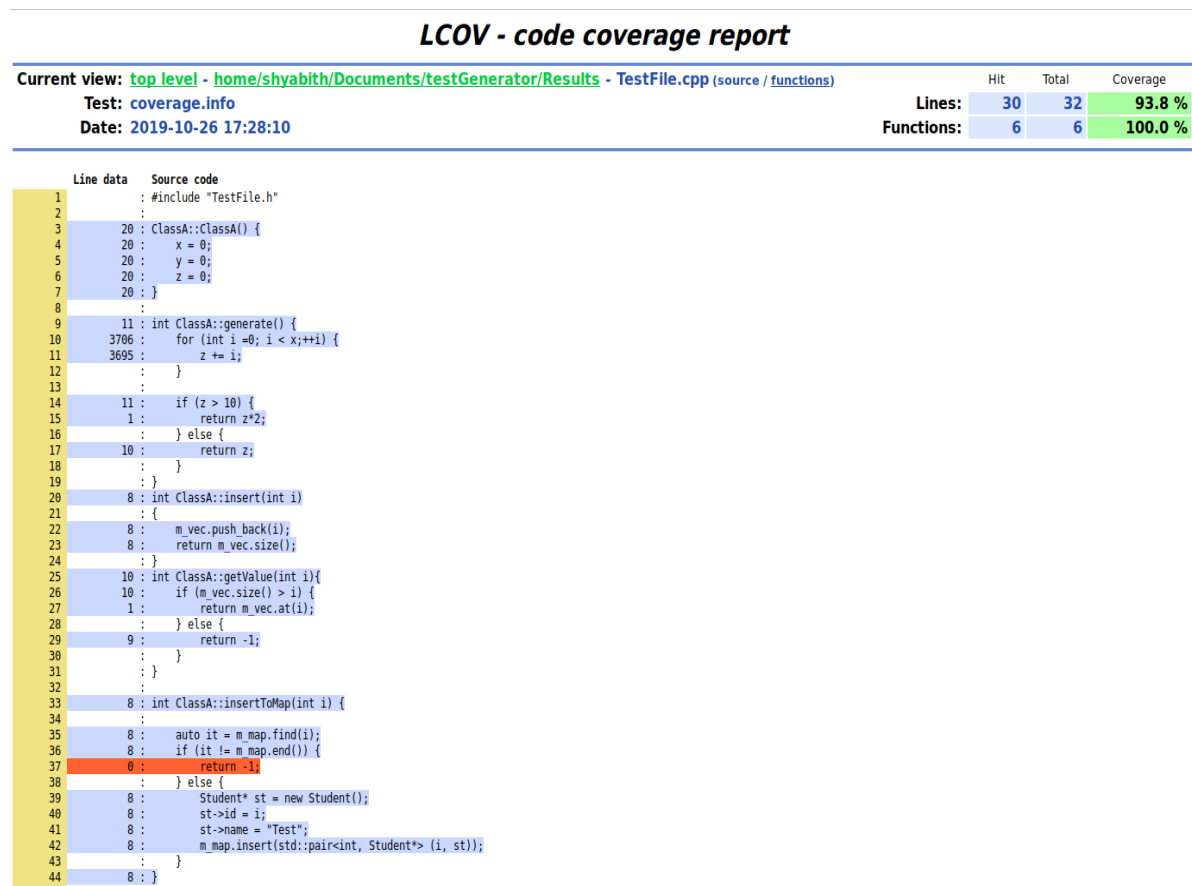 LCOV - code coverage report
Current view: top level - home/shyabith/Documents/testGenerator/Results - TestFile.cpp (source / functions) Hit Total Coverage
Test: coverage.info Lines: 30 32 93.8 %
Date: 2019-10-26 17:28:10 Functions: 6 6 100.0 %
Line data Source code
1 : #include "TestFile.h"
2 :
3 20 : ClassA::ClassA() {
4 20 : x = 0;
5 20 : y = 0;
6 20 : z = 0;
7 20 : }
8 :
9 11 : int ClassA::generate() {
10 3706 : for (int i =0; i < x;++i) {
11 3695 : z += i;
12 : }
13 :
14 11 : if (z > 10) {
15 1 : return z*2;
16 : } else {
17 10 : return z;
18 : }
19 : }
20 8 : int ClassA::insert(int i)
21 : {
22 8 : m_vec.push_back(i);
23 8 : return m_vec.size();
24 : }
25 10 : int ClassA::getValue(int i){
26 10 : if (m_vec.size() > i) {
27 1 : return m_vec.at(i);
28 : } else {
29 9 : return -1;
30 : }
31 : }
32 :
33 8 : int ClassA::insertToMap(int i) {
34 :
35 8 : auto it = m_map.find(i);
36 8 : if (it != m_map.end()) {
37 0 : return -1;
38 : } else {
39 8 : Student* st = new Student();
40 8 : st->id = i;
41 8 : st->name = "Test";
42 8 : m_map.insert(std::pair<int, Student*> (i, st));
43 : }
44 8 : }